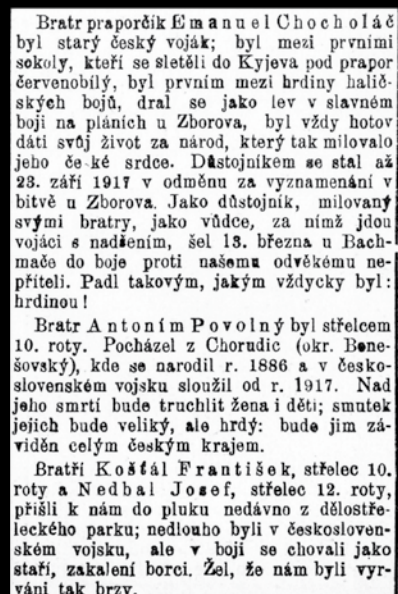 Bratr praporčík Emanuel Chocholáč
byl starý český voják; byl mezi prvními
sokoly, kteří se sletěli do Kyjeva pod prapor
červenobílý, byl prvním mezi hrdiny halič-
ských bojů, dral se jako lev v slavném
boji na pláních u Zborova, byl vždy hotov
dáti svůj život za národ, který tak milovalo
jeho če ké srdce. Důstojníkem se stal až
23. září 1917 v odměnu za vyznamenání v
bitvě u Zborova. Jako důstojník, milovaný
svými bratry, jako vůdce, za nímž jdou
vojáci s nadšením, šel 13. března u Bach-
mače do boje proti našemu odvěkému ne-
příteli. Padl takovým, jakým vždycky byl:
hrdinou!
Bratr Antoním Povolný byl střelcem
10. roty. Pocházel z Chorudic (okr. Bene-
šovský), kde se narodil r. 1886 a v česko-
slovenském vojsku sloužil od r. 1917. Nad
jeho smrtí bude truchlit žena i děti; smutek
jejich bude veliký, ale hrdý: bude jim zá-
viděn celým českým krajem.
Bratří Košťál František, střelec 10.
roty a Nedbal Josef, střelec 12. roty,
přišli k nám do pluku nedávno z dělostře-
leckého parku; nedlouho byli v českosloven-
ském vojsku, ale v boji se chovali jako
staří, zakalení borci. Žel, že nám byli vyr-
váni tak brzy.